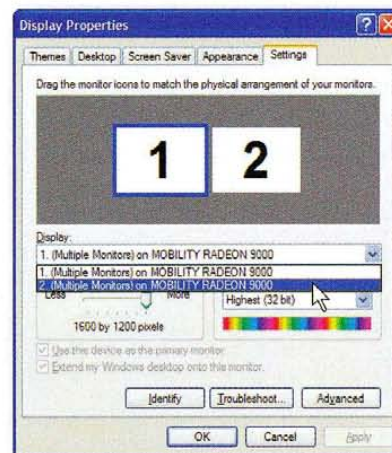 Display Properties
Themes Desktop Screen Saver Appearance Settings
Drag the monitor icons to match the physical arrangement of your monitors.
1 2
Display:
1. (Multiple Monitors) on MOBILITY RADEON 9000
1. (Multiple Monitors) on MOBILITY RADEON 9000
2. (Multiple Monitors) on MOBILITY RADEON 9000
Less More Highest (32 bit)
1600 by 1200 pixels
Use this device as the primary monitor.
Extend my Windows desktop onto this monitor.
Identify Troubleshoot... Advanced
OK Cancel Apply